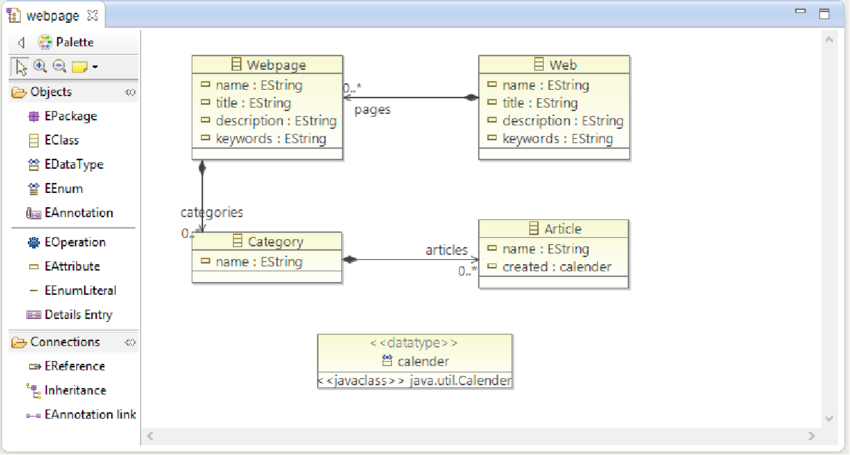 webpage
Palette
Objects
EPackage
EClass
EDataType
EEnum
EAnnotation
EOperation
EAttribute
EEnumLiteral
Details Entry
Connections
EReference
Inheritance
EAnnotation link
Webpage
name : EString
title : EString
description : EString
keywords : EString
0..*
pages
Web
name : EString
title : EString
description : EString
keywords : EString
categories
0..*
Category
name : EString
articles
0..*
Article
name : EString
created : calender
<<datatype>>
calender
<<javaclass>> java.util.Calender